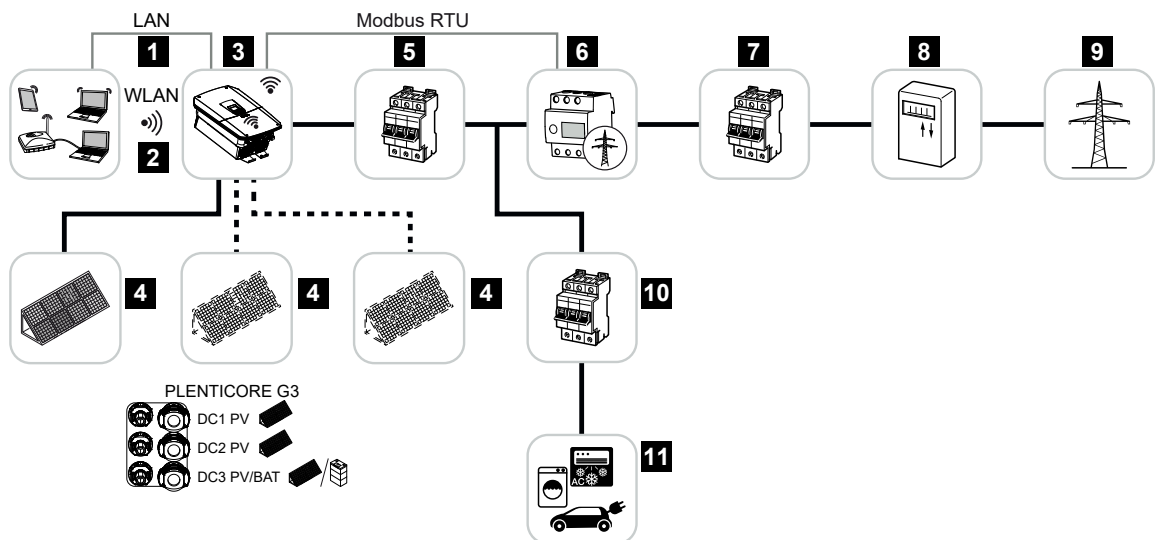 LAN
Modbus RTU
1
3
5
6
7
8
9
WLAN
2
4
4
4
10
PLENTICORE G3
DC1 PV
DC2 PV
DC3 PV/BAT
11
AC